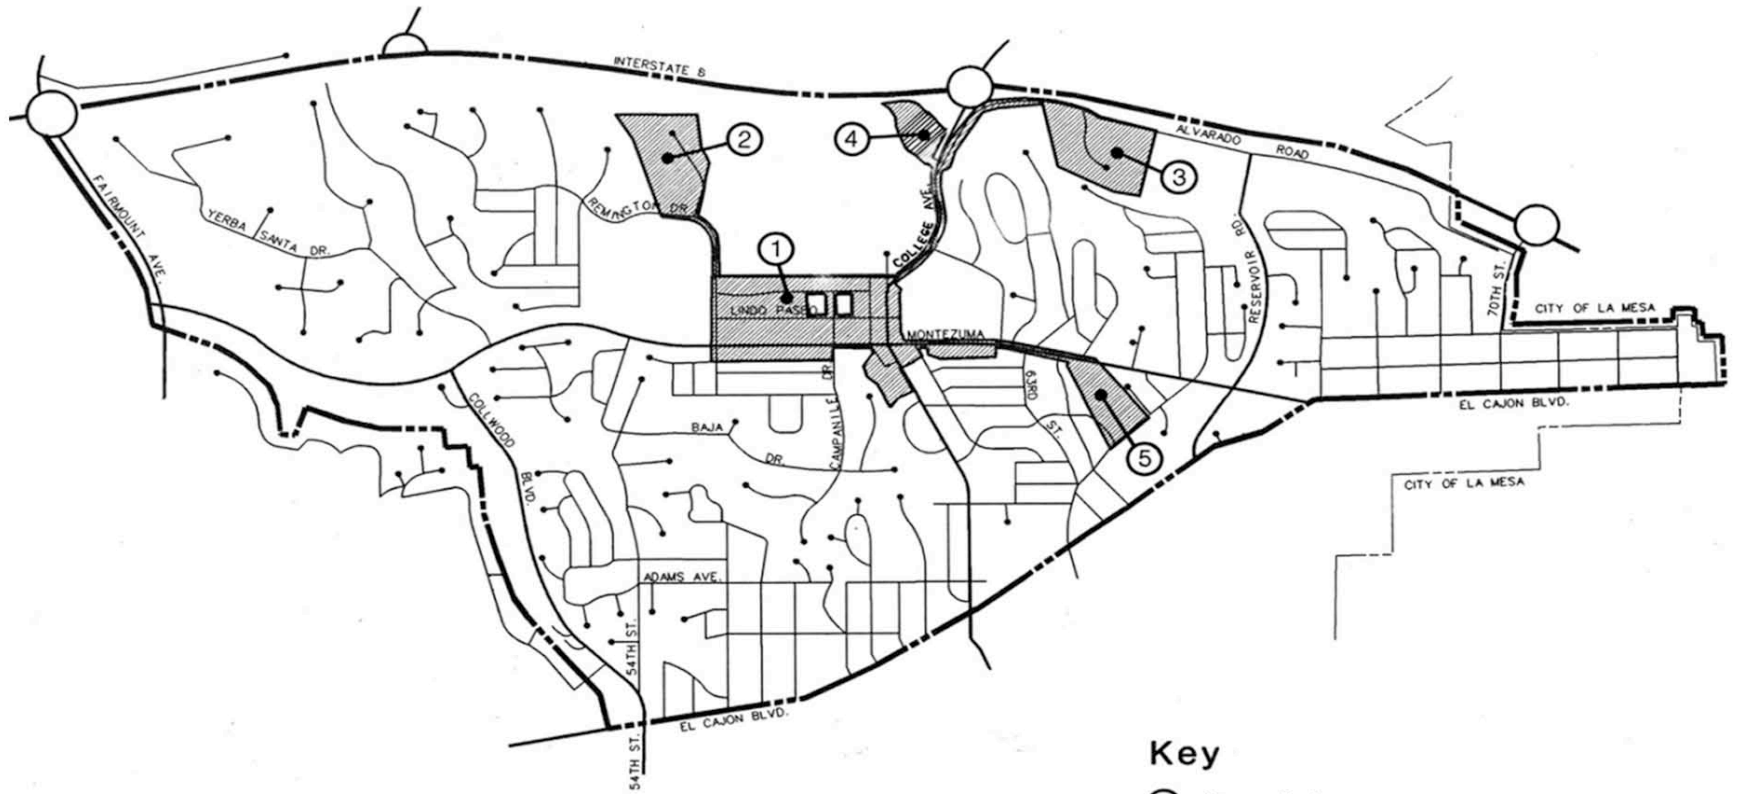 INTERSTATE 8
ALVARADO ROAD
FAIRMOUNT AVE.
YERBA SANTA DR.
REMINGTON DR.
2
4
3
COLLEGE AVE.
1
LINDO PASEO
MONTEZUMA
RESERVOIR RD.
70TH ST.
CITY OF LA MESA
EL CAJON BLVD.
CITY OF LA MESA
63RD ST.
5
COLLWOOD BLVD.
BAJA DR.
CAMPANILE DR.
ADAMS AVE.
54TH ST.
EL CAJON BLVD.
54TH ST.
Key